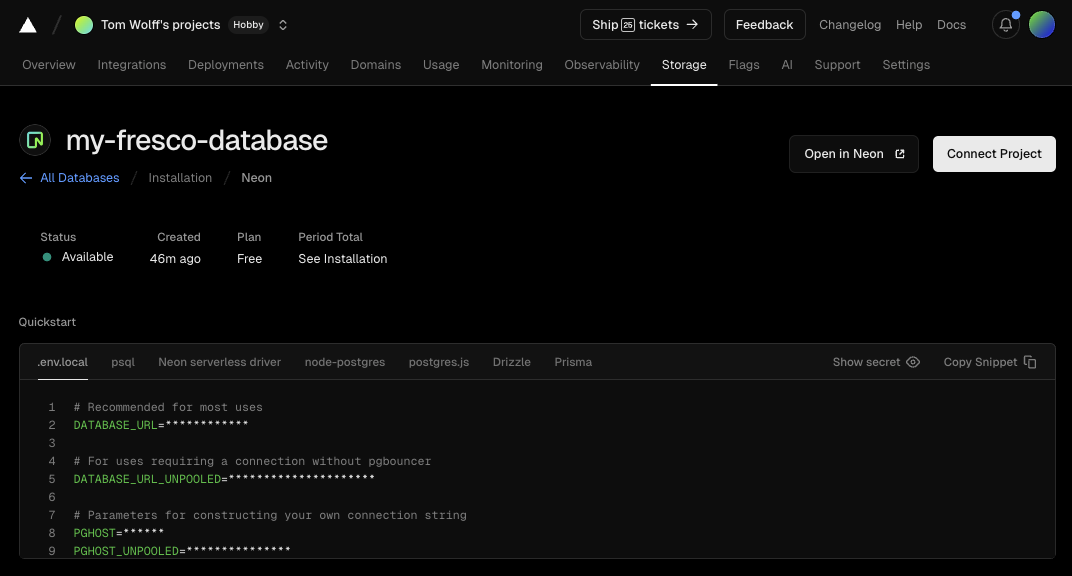 Tom Wolff's projects Hobby Ship 25 tickets → Feedback Changelog Help Docs
Overview Integrations Deployments Activity Domains Usage Monitoring Observability Storage Flags AI Support Settings
my-fresco-database
Open in Neon Connect Project
← All Databases / Installation / Neon
Status Created Plan Period Total
Available 46m ago Free See Installation
Quickstart
.env.local psql Neon serverless driver node-postgres postgres.js Drizzle Prisma Show secret Copy Snippet
1 # Recommended for most uses
2 DATABASE_URL=************
3
4 # For uses requiring a connection without pgbouncer
5 DATABASE_URL_UNPOOLED=*********************
6
7 # Parameters for constructing your own connection string
8 PGHOST=******
9 PGHOST_UNPOOLED=***************